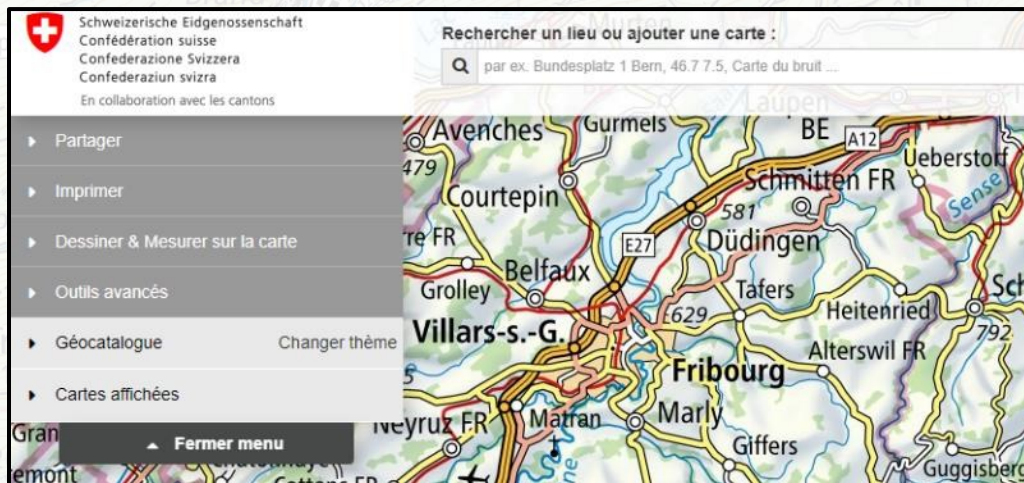 Schweizerische Eidgenossenschaft
Confédération suisse
Confederazione Svizzera
Confederaziun svizra
En collaboration avec les cantons
Rechercher un lieu ou ajouter une carte :
par ex. Bundesplatz 1 Bern, 46.7 7.5, Carte du bruit ...
Partager
Imprimer
Dessiner & Mesurer sur la carte
Outils avancés
Géocatalogue Changer thème
Cartes affichées
Fermer menu
Murten
Laupen
Avenches
Gurmels
BE
A12
Ueberstorf
479
Courtepin
Schmitten FR
Sense
581
E27
Düdingen
Belfaux
Grolley
Tafers
Heitenried
629
792
Villars-s.-G.
Alterswil FR
Fribourg
Neyruz FR
Matran
Marly
Giffers
Guggisberg